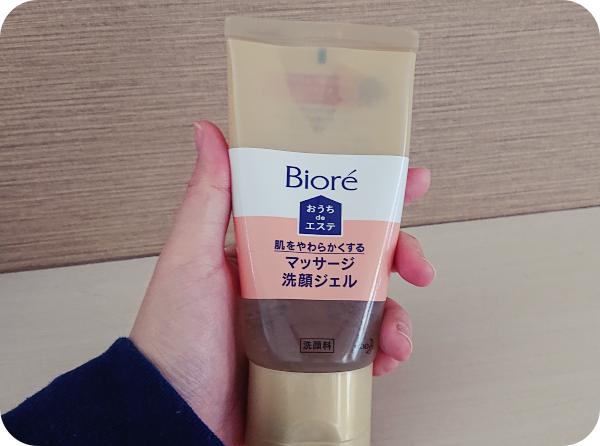 Bioré
おうち
de
エステ
肌をやわらかくする
マッサージ
洗顔ジェル
洗顔料